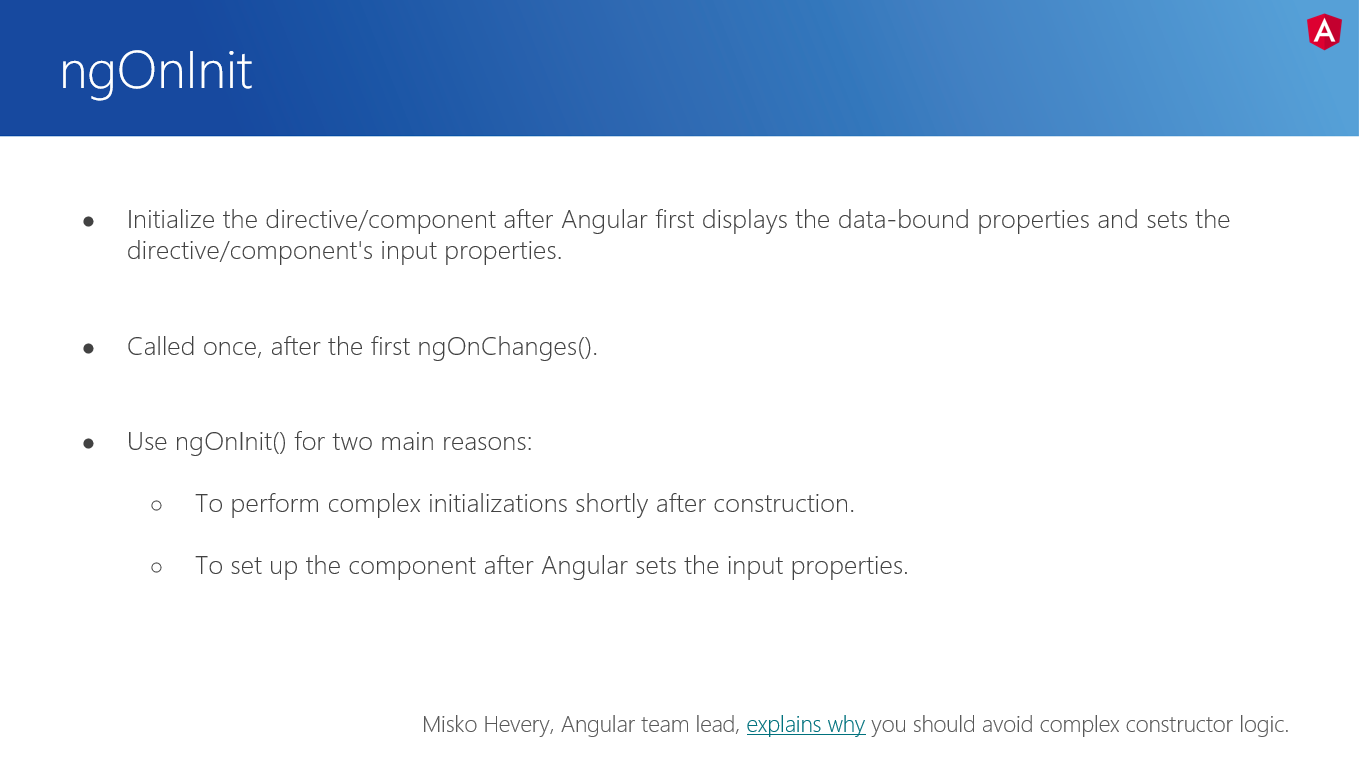 ngOnInit
● Initialize the directive/component after Angular first displays the data-bound properties and sets the
directive/component's input properties.
● Called once, after the first ngOnChanges().
● Use ngOnInit() for two main reasons:
○ To perform complex initializations shortly after construction.
○ To set up the component after Angular sets the input properties.
Misko Hevery, Angular team lead, explains why you should avoid complex constructor logic.